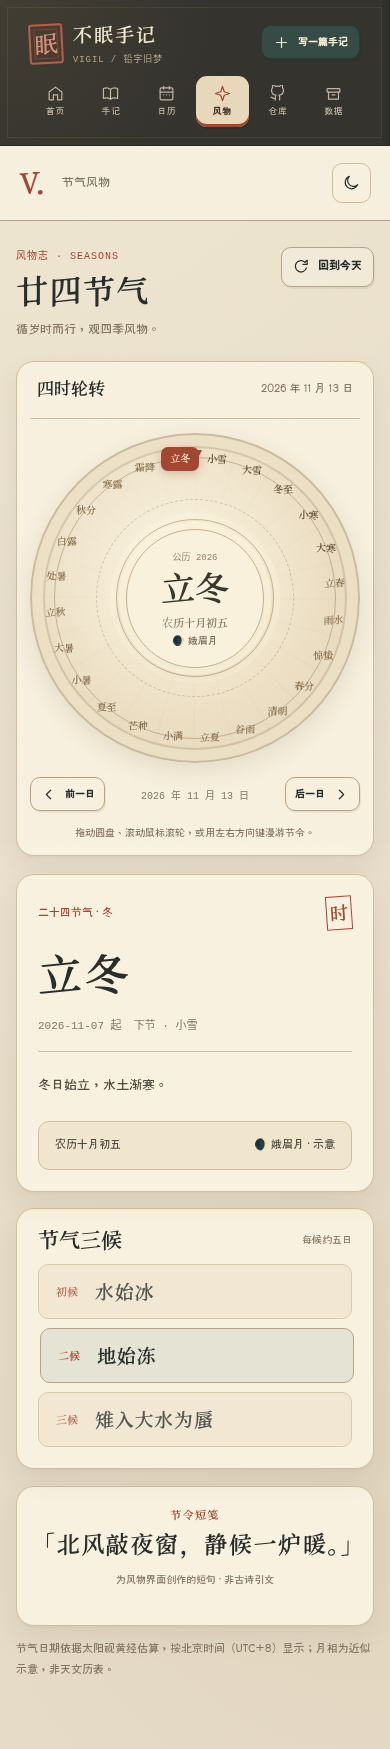 眠
不眠手记
VIGIL / 铅字旧梦
写一篇手记
首页 手记 日历 风物 仓库 数据
V. 节气风物
风物志 · SEASONS
廿四节气
循岁时而行，观四季风物。
回到今天
四时轮转
2026 年 11 月 13 日
立冬
小雪
大雪
冬至
小寒
大寒
立春
雨水
惊蛰
春分
清明
谷雨
立夏
小满
芒种
夏至
小暑
大暑
立秋
处暑
白露
秋分
寒露
霜降
公历 2026
立冬
农历十月初五
🌒 娥眉月
前一日
2026 年 11 月 13 日
后一日
拖动圆盘、滚动鼠标滚轮，或用左右方向键漫游节令。
二十四节气 · 冬
时
立冬
2026-11-07 起 下节 · 小雪
冬日始立，水土渐寒。
农历十月初五
🌒 娥眉月 · 示意
节气三候
每候约五日
初候 水始冰
二候 地始冻
三候 雉入大水为蜃
节令短笺
「北风敲夜窗，静候一炉暖。」
为风物界面创作的短句 · 非古诗引文
节气日期依据太阳视黄经估算，按北京时间（UTC+8）显示；月相为近似
示意，非天文历表。